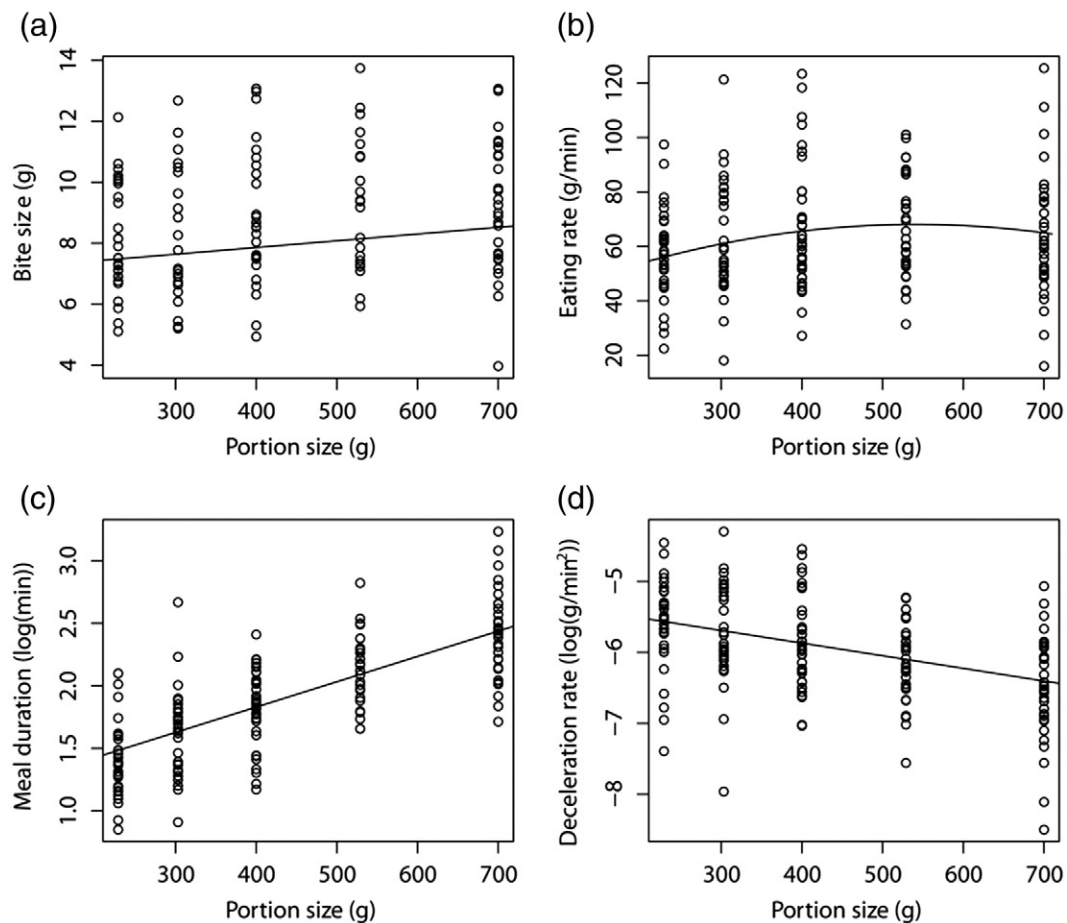 (a)
Bite size (g)
14
12
10
8
6
4
300 400 500 600 700
Portion size (g)
(b)
Eating rate (g/min)
120
100
80
60
40
20
300 400 500 600 700
Portion size (g)
(c)
Meal duration (log(min))
3.0
2.5
2.0
1.5
1.0
300 400 500 600 700
Portion size (g)
(d)
Deceleration rate (log(g/min²))
−5
−6
−7
−8
300 400 500 600 700
Portion size (g)